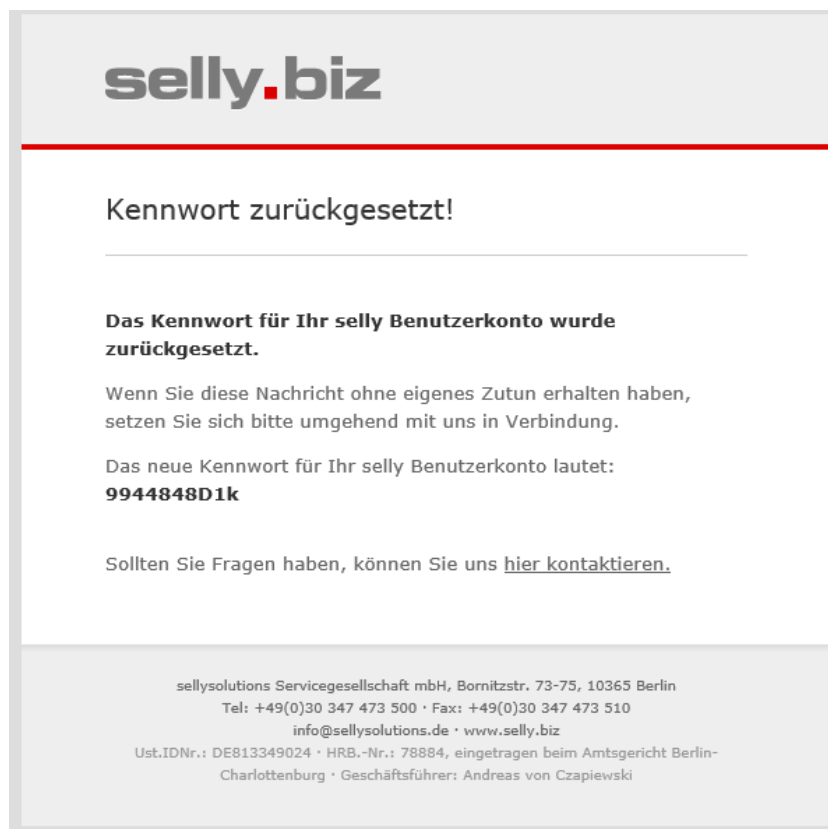 selly.biz
Kennwort zurückgesetzt!
Das Kennwort für Ihr selly Benutzerkonto wurde
zurückgesetzt.
Wenn Sie diese Nachricht ohne eigenes Zutun erhalten haben,
setzen Sie sich bitte umgehend mit uns in Verbindung.
Das neue Kennwort für Ihr selly Benutzerkonto lautet:
9944848D1k
Sollten Sie Fragen haben, können Sie uns hier kontaktieren.
sellysolutions Servicegesellschaft mbH, Bornitzstr. 73-75, 10365 Berlin
Tel: +49(0)30 347 473 500 · Fax: +49(0)30 347 473 510
info@sellysolutions.de · www.selly.biz
Ust.IDNr.: DE813349024 · HRB.-Nr.: 78884, eingetragen beim Amtsgericht Berlin-
Charlottenburg · Geschäftsführer: Andreas von Czapiewski